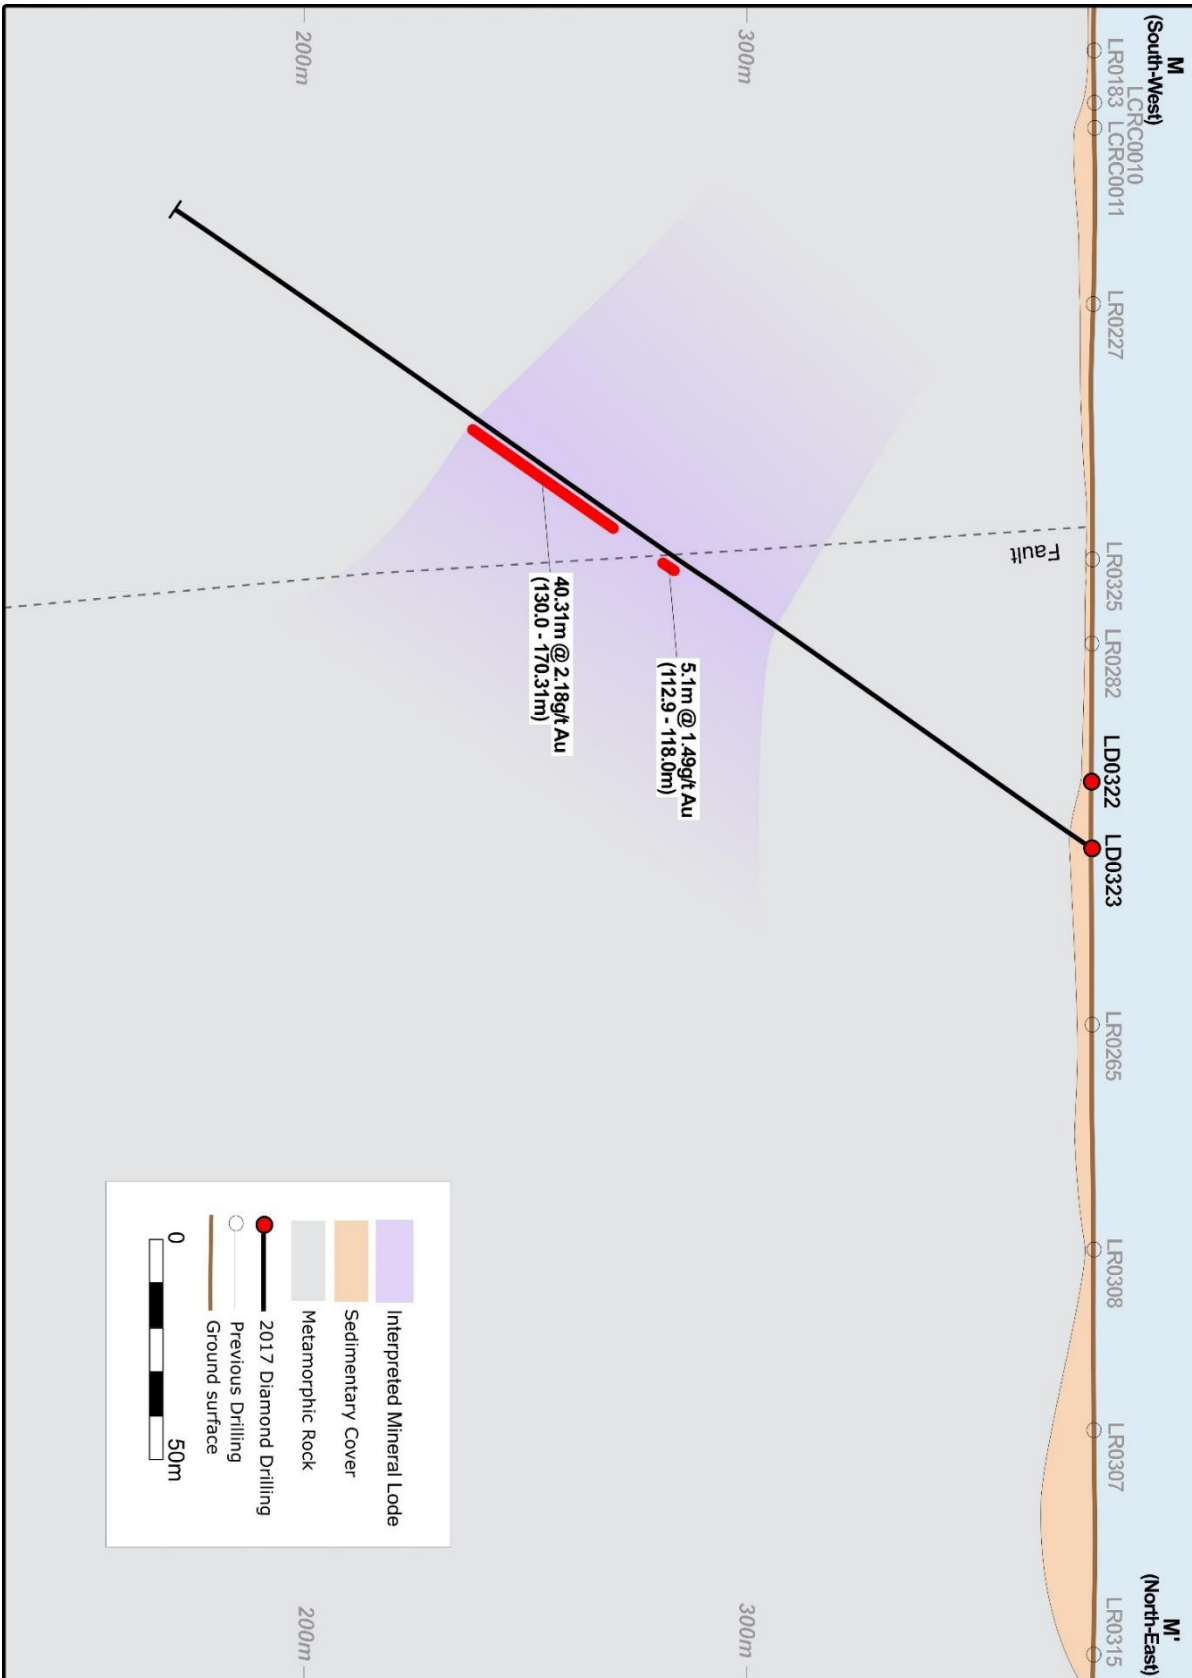 M
(South-West)
M'
(North-East)
LR0183
LCRC0010
LCRC0011
LR0227
LR0325
LR0282
LD0322
LD0323
LR0265
LR0308
LR0307
LR0315
Fault
300m
300m
5.1m @ 1.49g/t Au
(112.9 - 118.0m)
40.31m @ 2.18g/t Au
(130.0 - 170.31m)
200m
200m
Interpreted Mineral Lode
Sedimentary Cover
Metamorphic Rock
2017 Diamond Drilling
Previous Drilling
Ground surface
0 50m